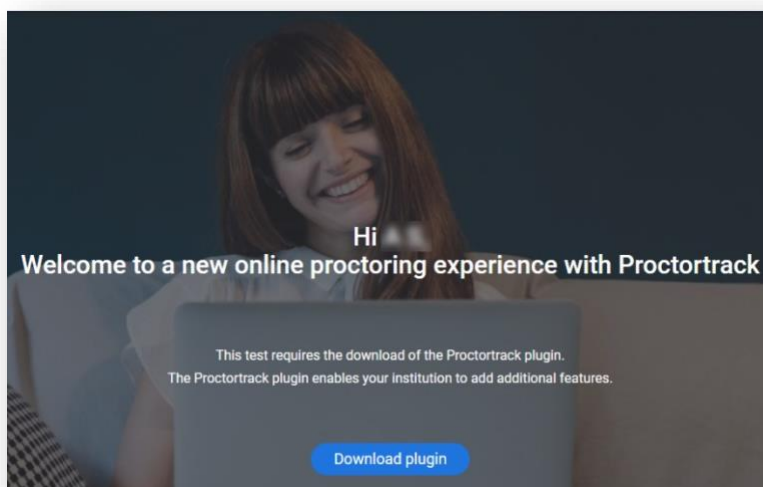 Hi
Welcome to a new online proctoring experience with Proctortrack
This test requires the download of the Proctortrack plugin.
The Proctortrack plugin enables your institution to add additional features.
Download plugin